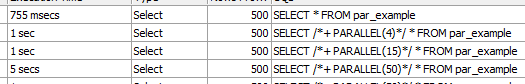 755 msecs Select 500 SELECT * FROM par_example
1 sec Select 500 SELECT /*+ PARALLEL(4)*/ * FROM par_example
1 sec Select 500 SELECT /*+ PARALLEL(15)*/ * FROM par_example
5 secs Select 500 SELECT /*+ PARALLEL(50)*/ * FROM par_example